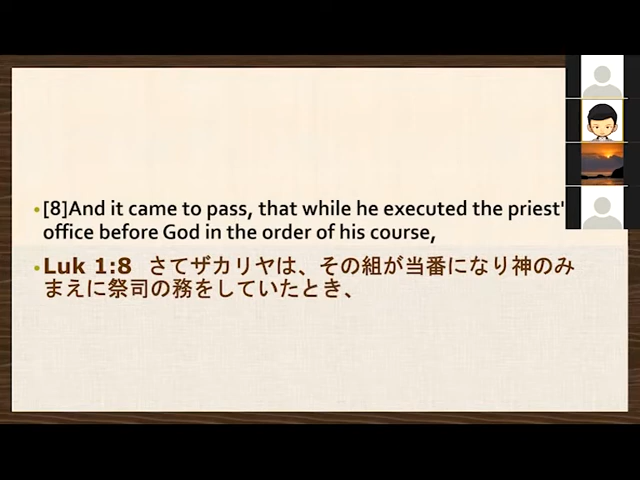 •[8]And it came to pass, that while he executed the priest'
office before God in the order of his course,
•Luk 1:8 さてザカリヤは、その組が当番になり神のみ
まえに祭司の務をしていたとき、